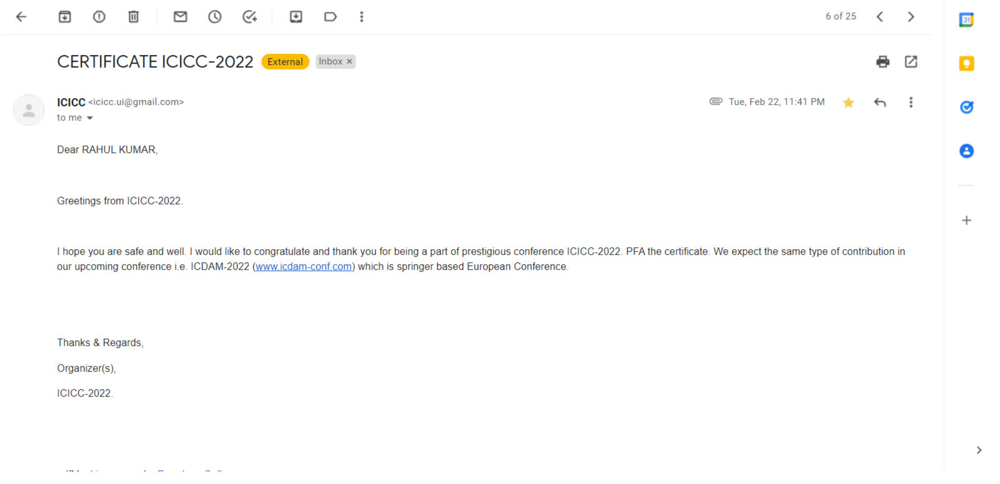 6 of 25
31
CERTIFICATE ICICC-2022 External Inbox ×
ICICC <icicc.ui@gmail.com> Tue, Feb 22, 11:41 PM
to me
Dear RAHUL KUMAR,
Greetings from ICICC-2022.
I hope you are safe and well. I would like to congratulate and thank you for being a part of prestigious conference ICICC-2022. PFA the certificate. We expect the same type of contribution in
our upcoming conference i.e. ICDAM-2022 (www.icdam-conf.com) which is springer based European Conference.
Thanks & Regards,
Organizer(s),
ICICC-2022.